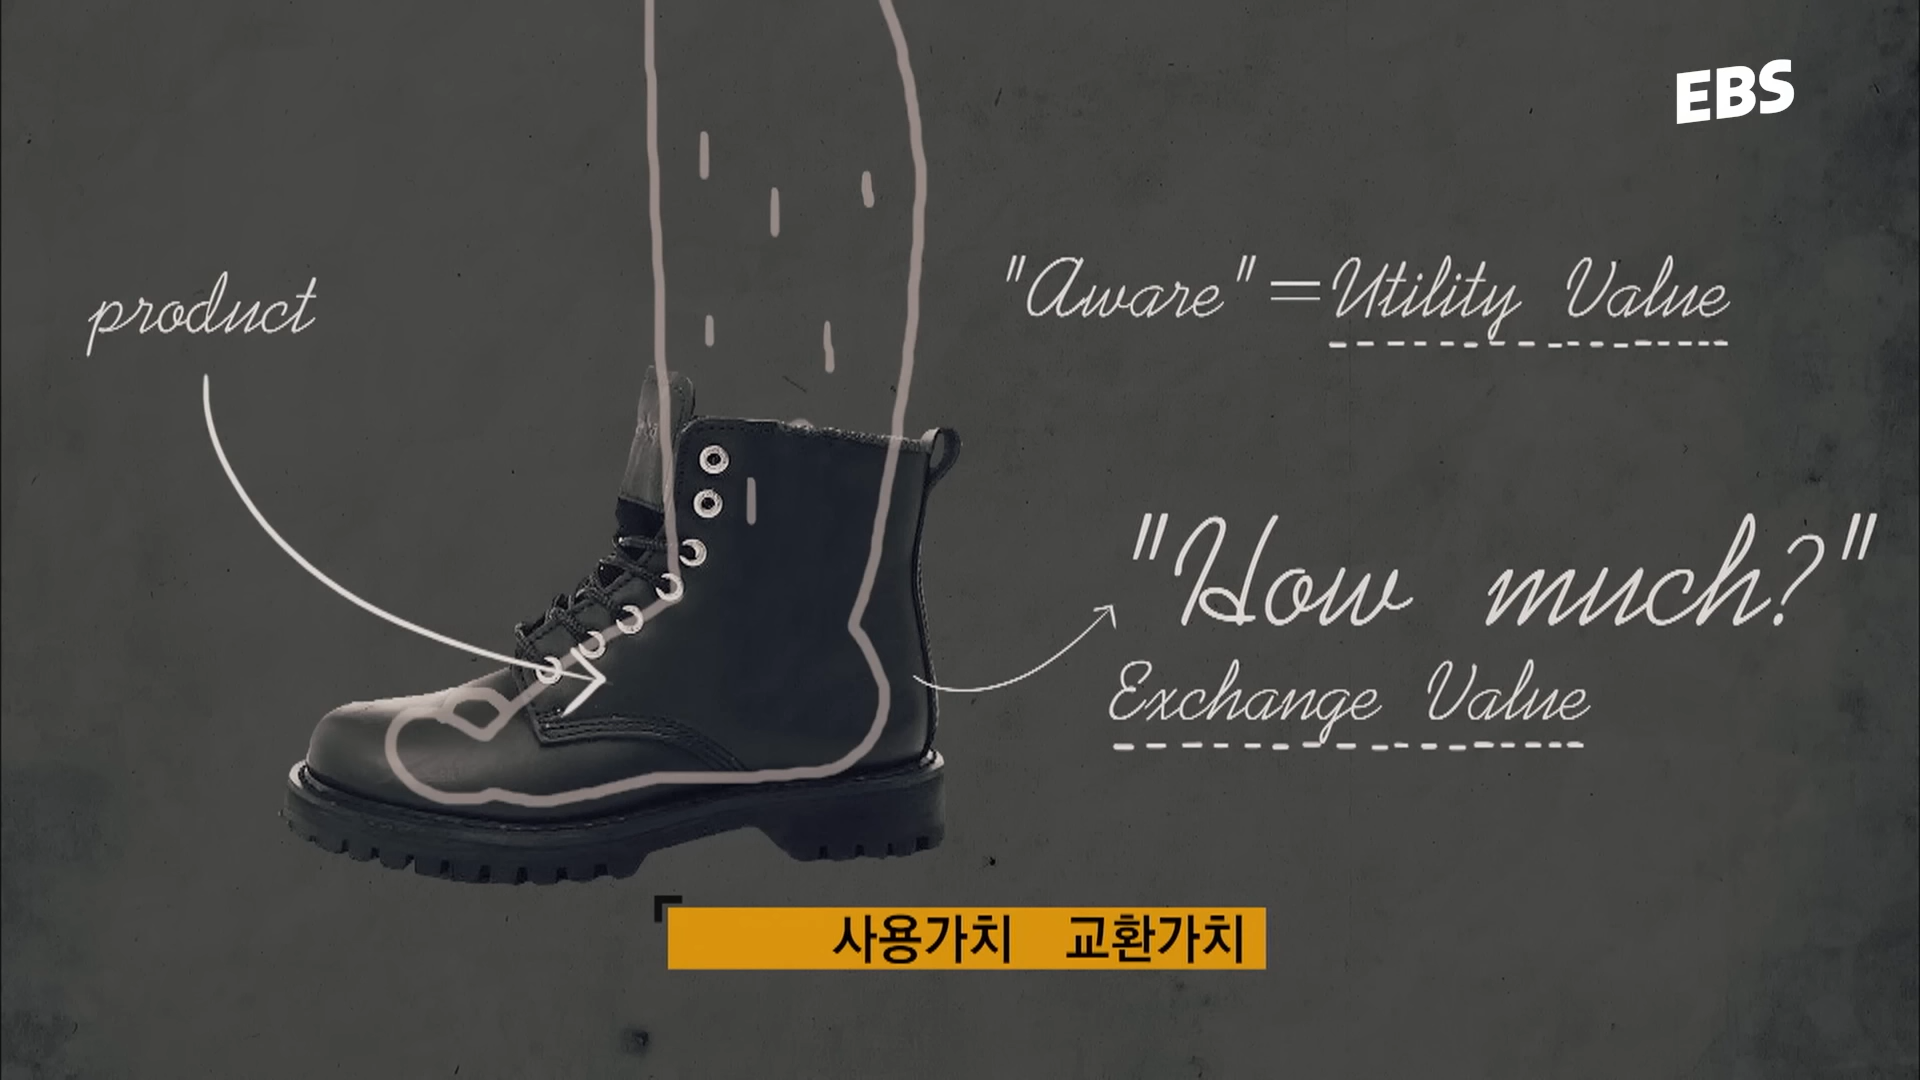 EBS
product
"Aware"=Utility Value
"How much?"
Exchange Value
사용가치 교환가치